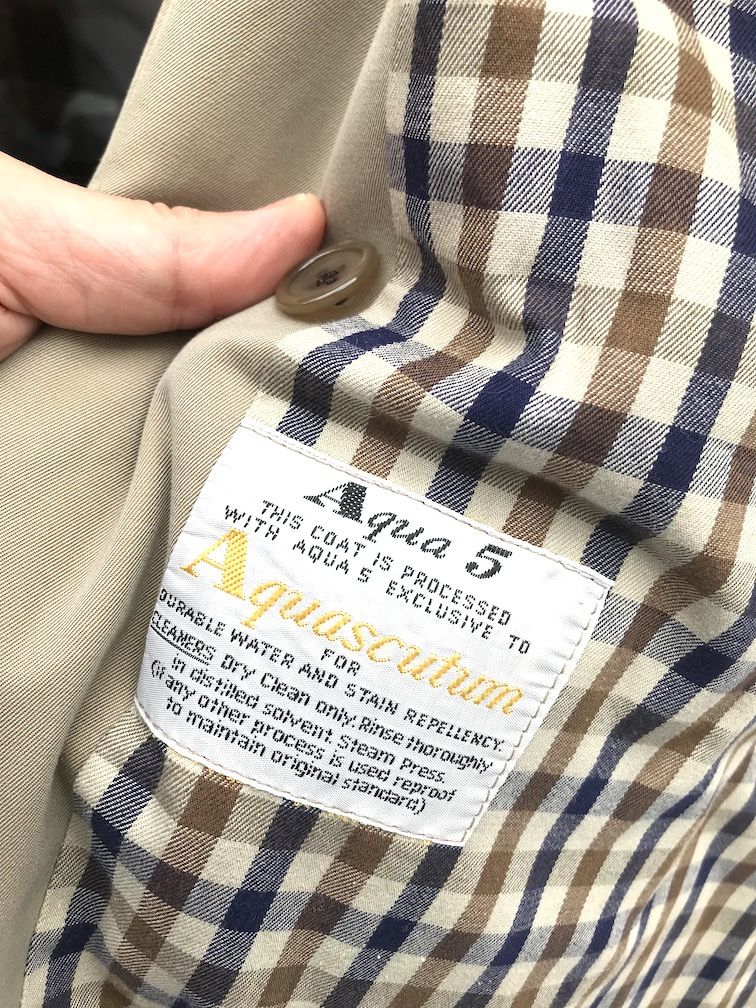 Aqua 5
THIS COAT IS PROCESSED
WITH AQUA 5 EXCLUSIVE TO
Aquascutum
FOR
DURABLE WATER AND STAIN REPELLENCY.
CLEANERS Dry Clean only. Rinse thoroughly
in distilled solvent. Steam Press.
(if any other process is used reproof
to maintain original standard)